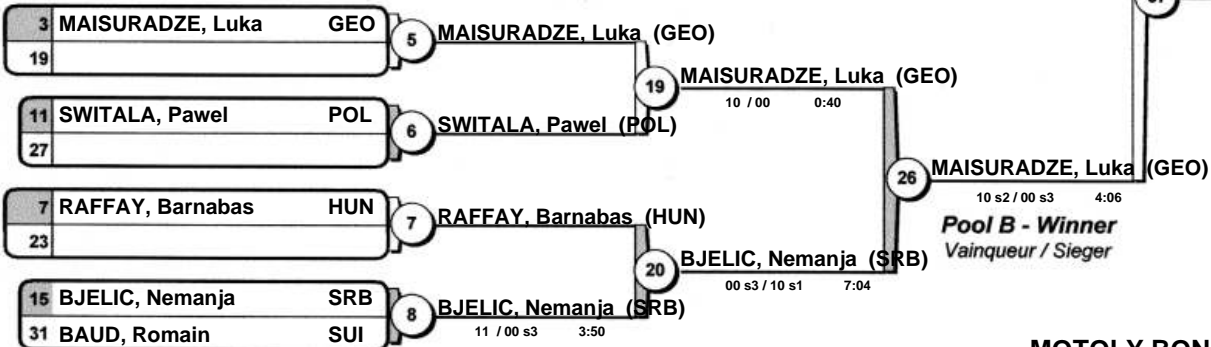 3 MAISURADZE, Luka GEO
19
5
MAISURADZE, Luka (GEO)
11 SWITALA, Pawel POL
27
6
SWITALA, Pawel (POL)
19
MAISURADZE, Luka (GEO)
10 / 00 0:40
7 RAFFAY, Barnabas HUN
23
7
RAFFAY, Barnabas (HUN)
15 BJELIC, Nemanja SRB
31 BAUD, Romain SUI
8
BJELIC, Nemanja (SRB)
11 / 00 s3 3:50
20
BJELIC, Nemanja (SRB)
00 s3 / 10 s1 7:04
26
MAISURADZE, Luka (GEO)
10 s2 / 00 s3 4:06
Pool B - Winner
Vainqueur / Sieger